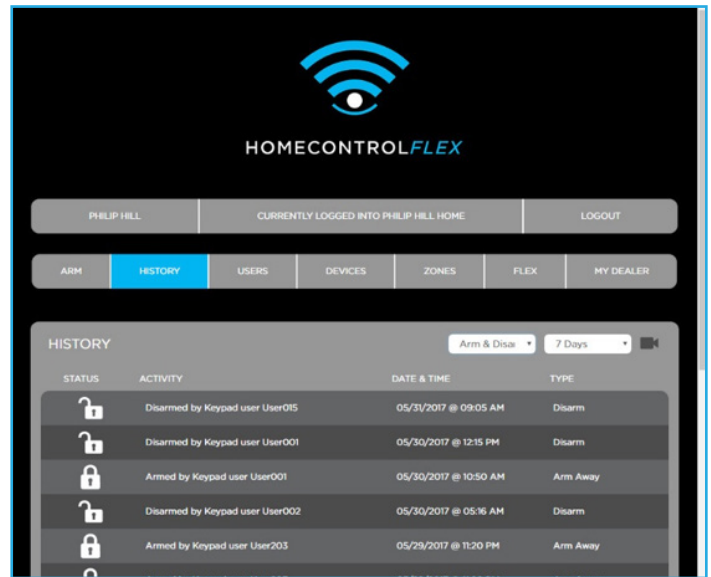 HOMECONTROLFLEX
PHILIP HILL CURRENTLY LOGGED INTO PHILIP HILL HOME LOGOUT
ARM HISTORY USERS DEVICES ZONES FLEX MY DEALER
HISTORY Arm & Disar 7 Days
STATUS ACTIVITY DATE & TIME TYPE
Disarmed by Keypad user User015 05/31/2017 @ 09:05 AM Disarm
Disarmed by Keypad user User001 05/30/2017 @ 12:15 PM Disarm
Armed by Keypad user User001 05/30/2017 @ 10:50 AM Arm Away
Disarmed by Keypad user User002 05/30/2017 @ 05:16 AM Disarm
Armed by Keypad user User203 05/29/2017 @ 11:20 PM Arm Away